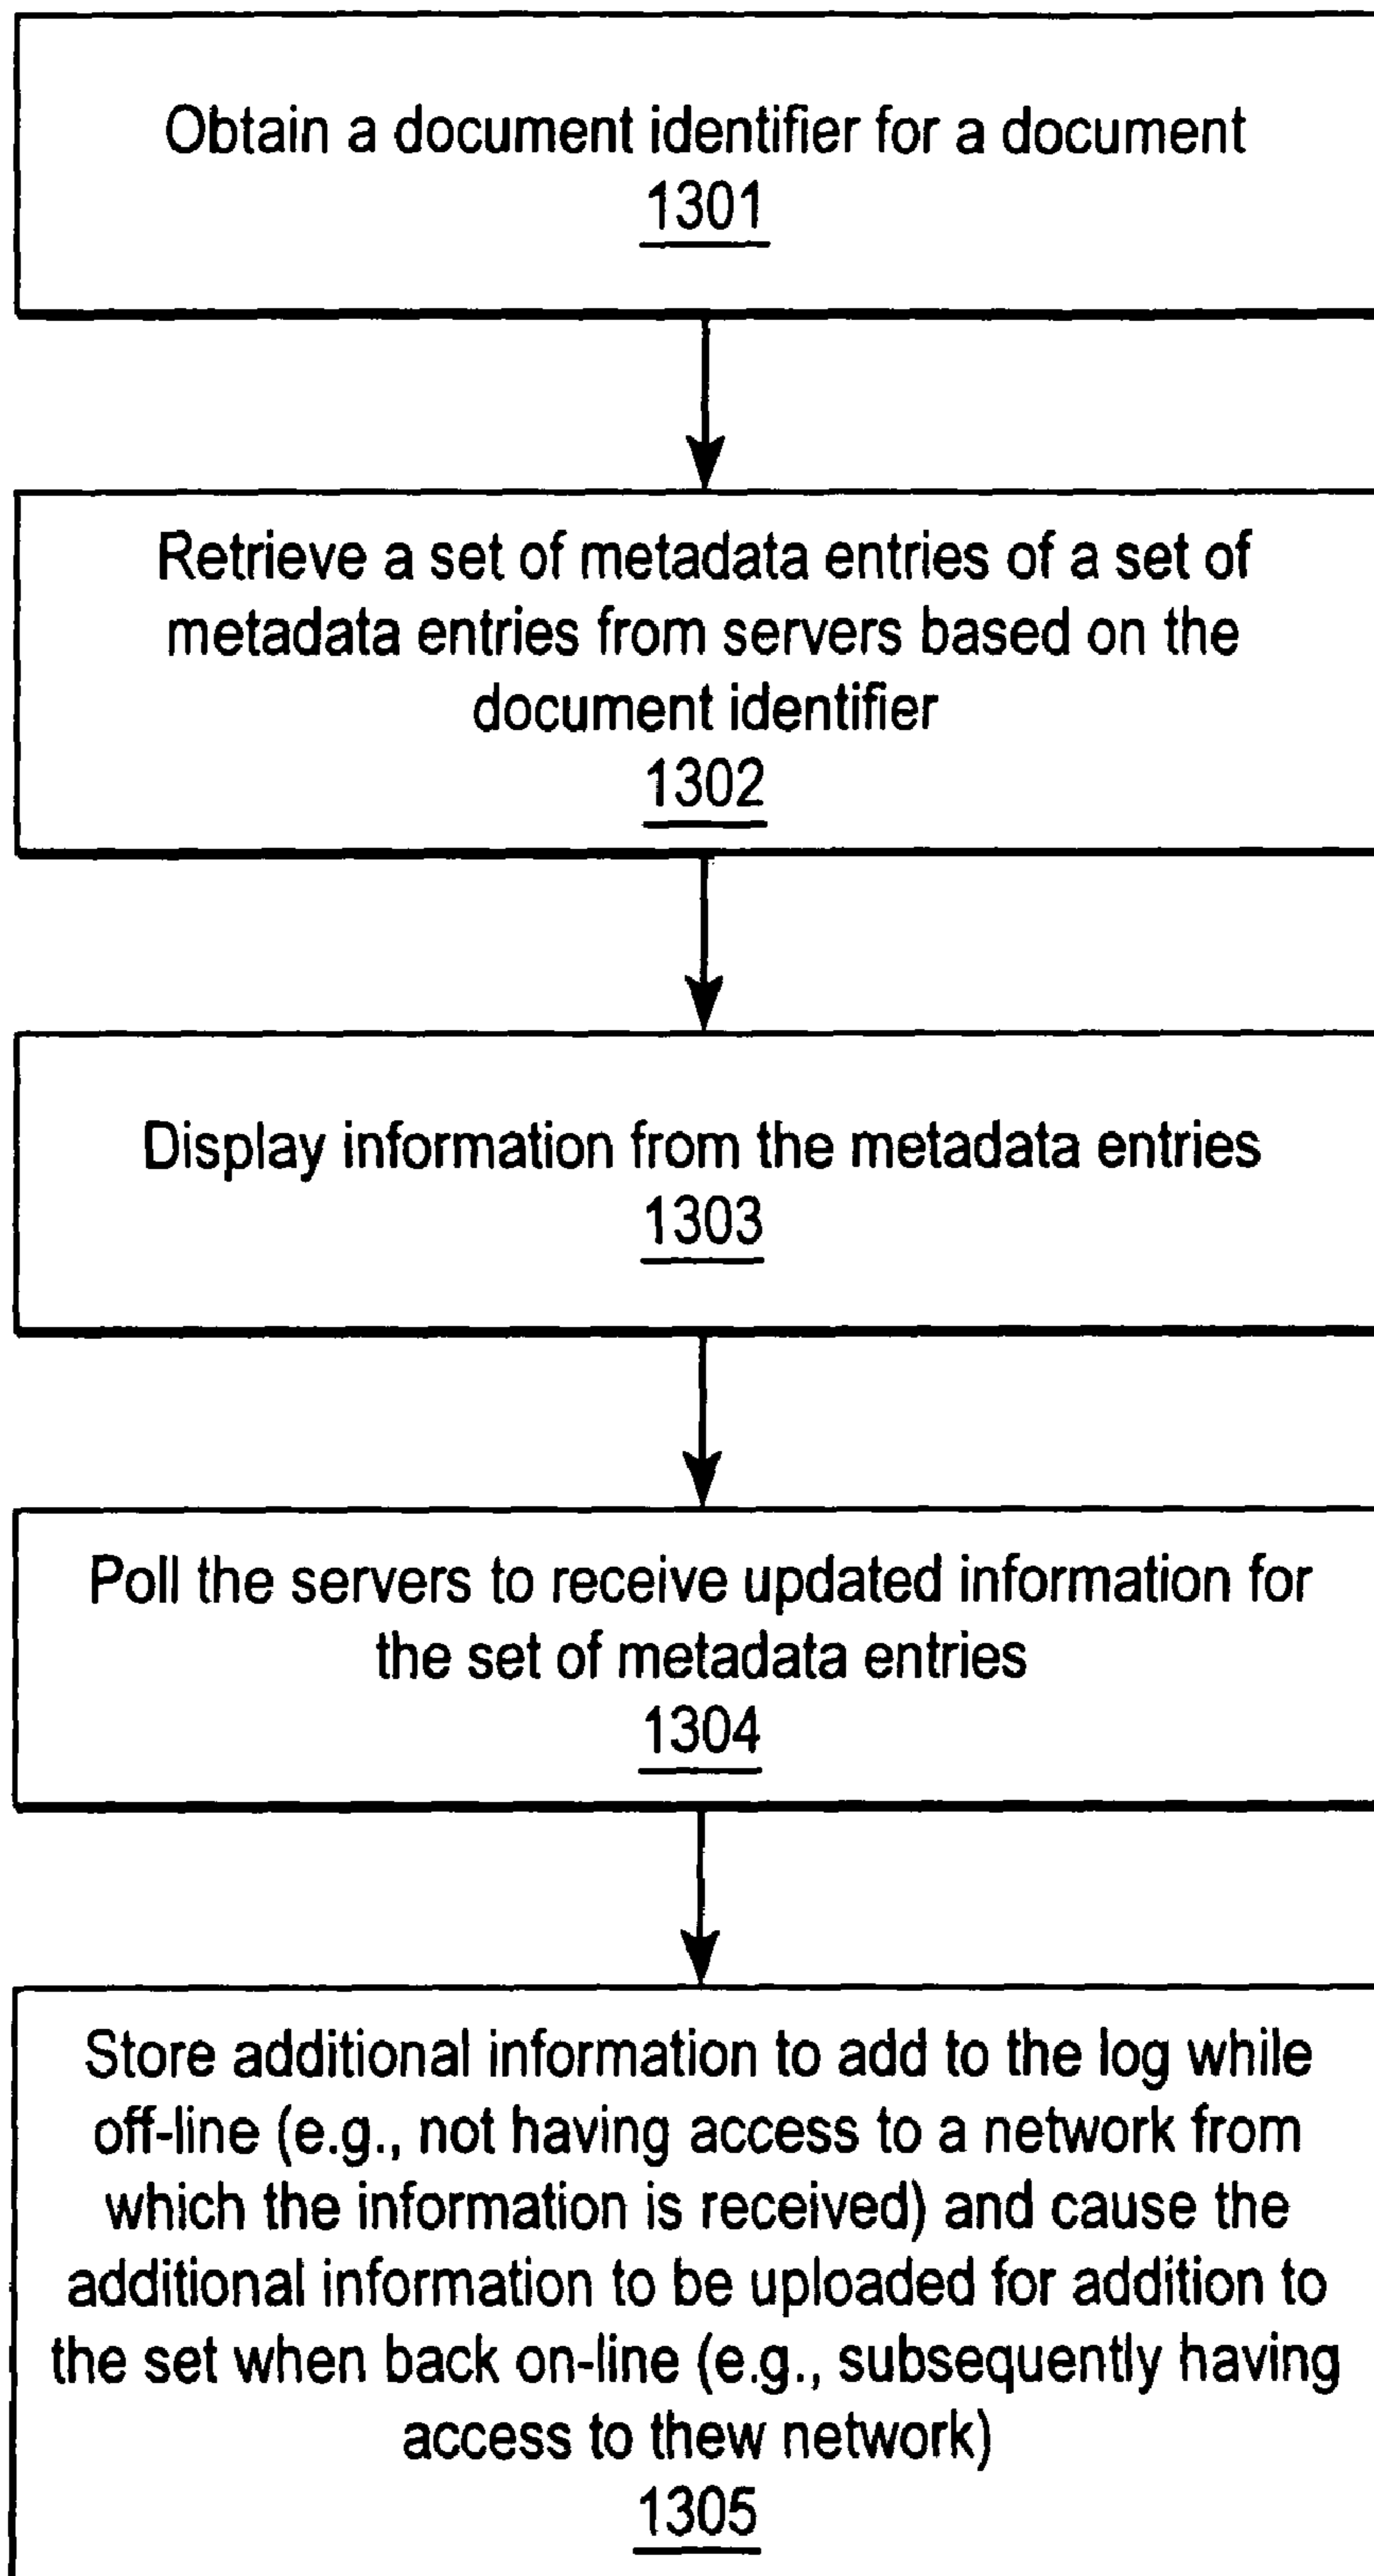 Obtain a document identifier for a document
1301
Retrieve a set of metadata entries of a set of
metadata entries from servers based on the
document identifier
1302
Display information from the metadata entries
1303
Poll the servers to receive updated information for
the set of metadata entries
1304
Store additional information to add to the log while
off-line (e.g., not having access to a network from
which the information is received) and cause the
additional information to be uploaded for addition to
the set when back on-line (e.g., subsequently having
access to thew network)
1305